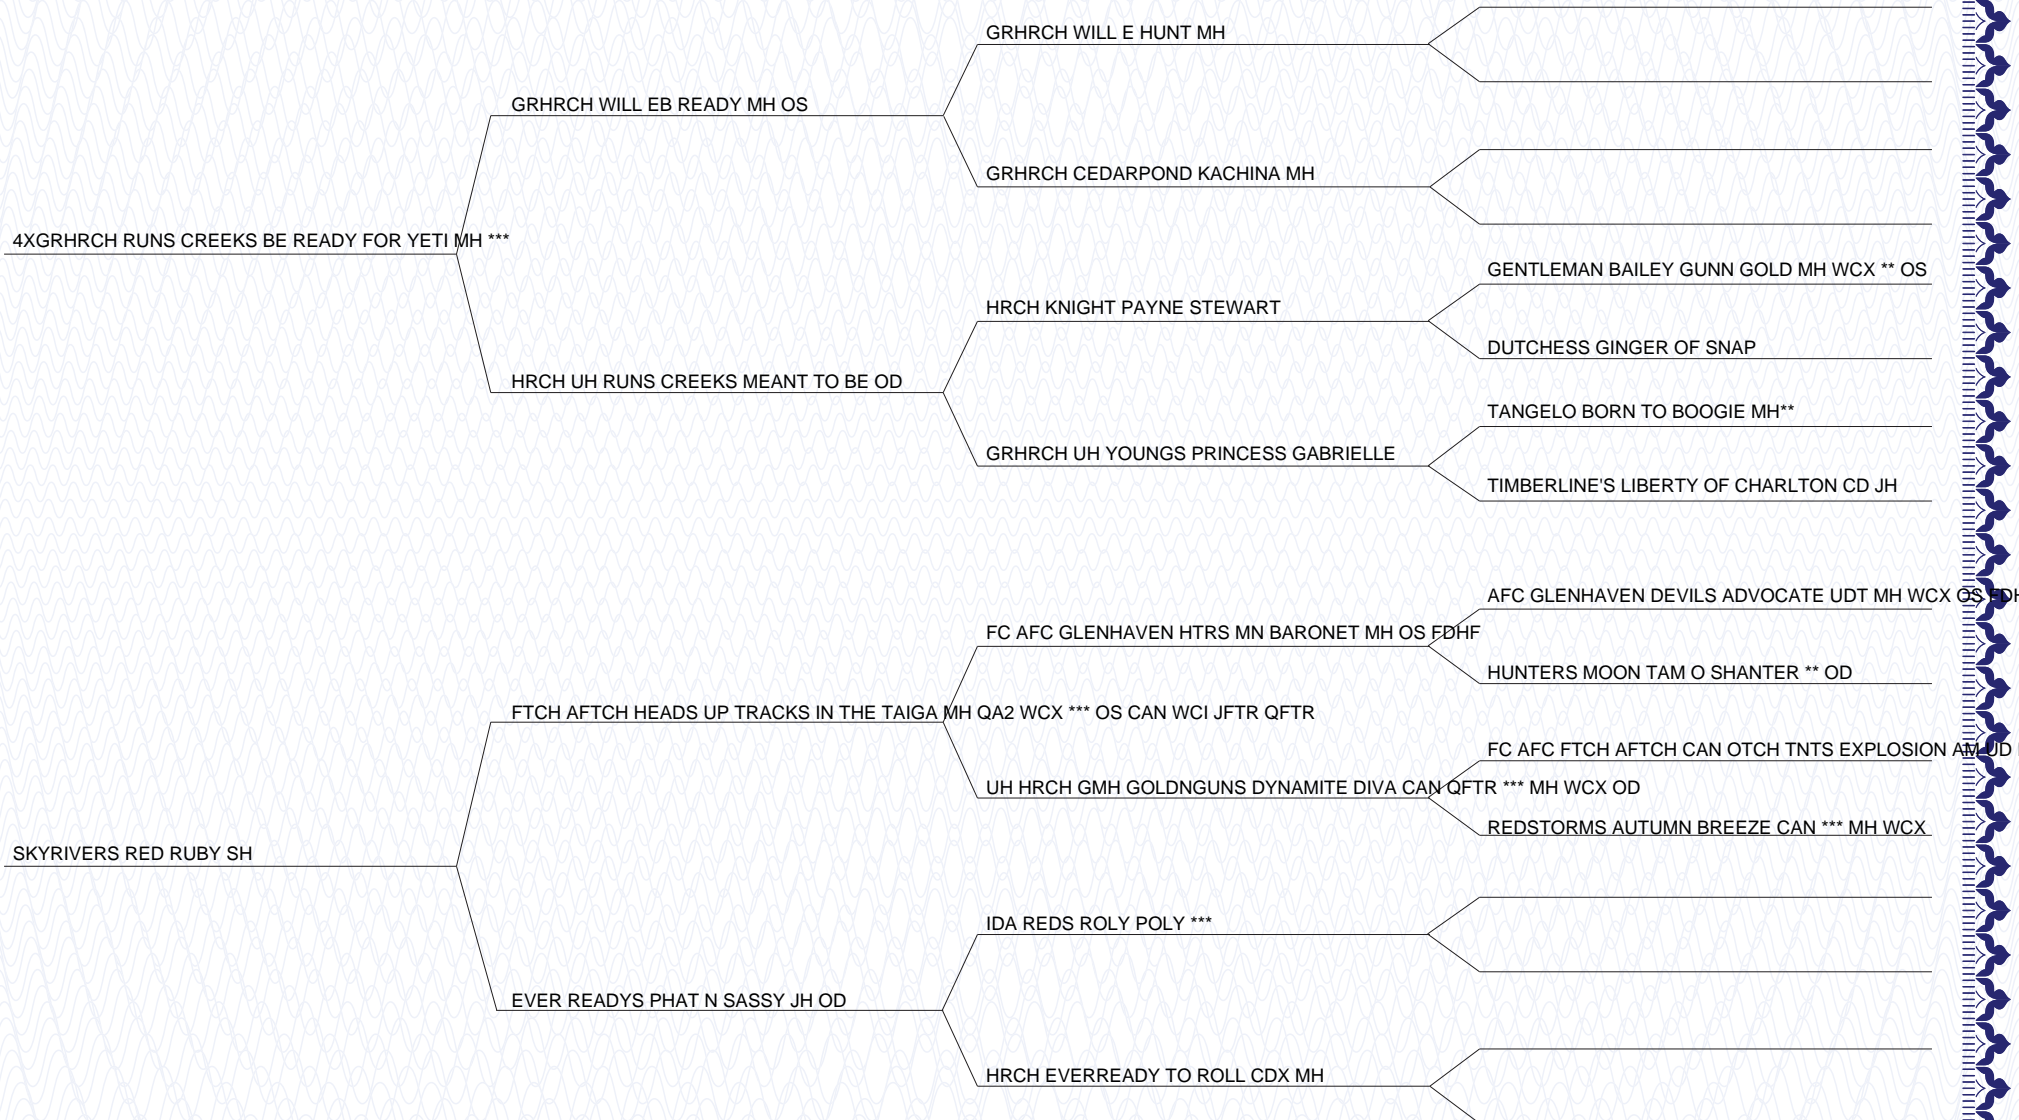 GRHRCH WILL E HUNT MH
GRHRCH WILL EB READY MH OS
GRHRCH CEDARPOND KACHINA MH
4XGRHRCH RUNS CREEKS BE READY FOR YETI MH ***
GENTLEMAN BAILEY GUNN GOLD MH WCX ** OS
HRCH KNIGHT PAYNE STEWART
DUTCHESS GINGER OF SNAP
HRCH UH RUNS CREEKS MEANT TO BE OD
TANGELO BORN TO BOOGIE MH**
GRHRCH UH YOUNGS PRINCESS GABRIELLE
TIMBERLINE'S LIBERTY OF CHARLTON CD JH
AFC GLENHAVEN DEVILS ADVOCATE UDT MH WCX OS
FC AFC GLENHAVEN HTRS MN BARONET MH OS FDHF
HUNTERS MOON TAM O SHANTER ** OD
FTCH AFTCH HEADS UP TRACKS IN THE TAIGA MH QA2 WCX *** OS CAN WCI JFTR QFTR
FC AFC FTCH AFTCH CAN OTCH TNTS EXPLOSION AM UD
UH HRCH GMH GOLDNGUNS DYNAMITE DIVA CAN QFTR *** MH WCX OD
REDSTORMS AUTUMN BREEZE CAN *** MH WCX
SKYRIVERS RED RUBY SH
IDA REDS ROLY POLY ***
EVER READYS PHAT N SASSY JH OD
HRCH EVERREADY TO ROLL CDX MH